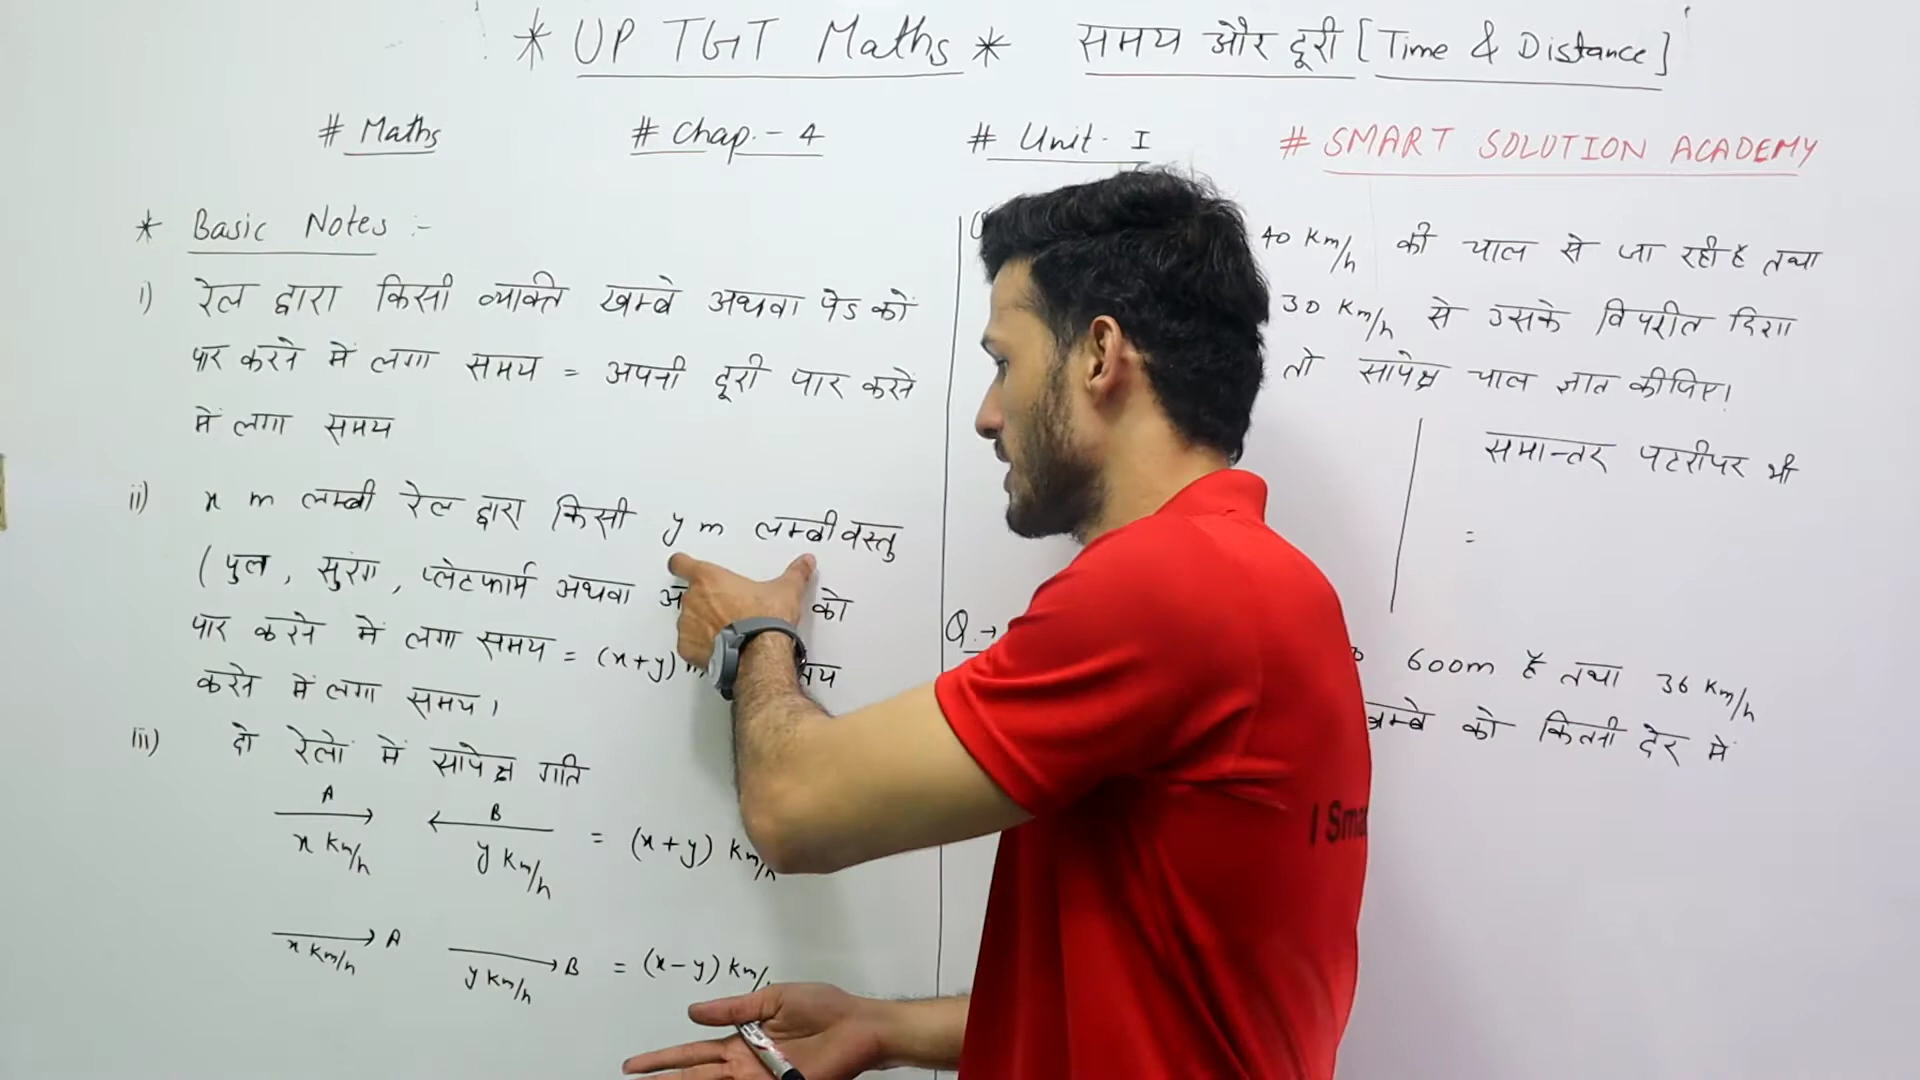 * UP TGT Maths * समय और दूरी [Time & Distance]
# Maths # Chap.- 4 # Unit- I # SMART SOLUTION ACADEMY
* Basic Notes :-
i) रेल द्वारा किसी व्यक्ति खम्बे अथवा पेड को
पार करने में लगा समय = अपनी दूरी पार करने
में लगा समय
ii) x m लम्बी रेल द्वारा किसी y m लम्बी वस्तु
(पुल, सुरंग, प्लेटफार्म अथवा को
पार करने में लगा समय = (x+y)
करने में लगा समय।
iii) दो रेलों में सापेक्ष गति
A B
x Km/h y Km/h = (x+y) Km/h
A B
x Km/h y Km/h = (x-y) Km/
40 Km/h की चाल से जा रही है तथा
30 Km/h से उसके विपरीत दिशा
तो सापेक्ष चाल ज्ञात कीजिए।
समान्तर पटरी पर भी
=
Q.→
600m है तथा 36 Km/h
खम्बे को कितनी देर में
I Sma